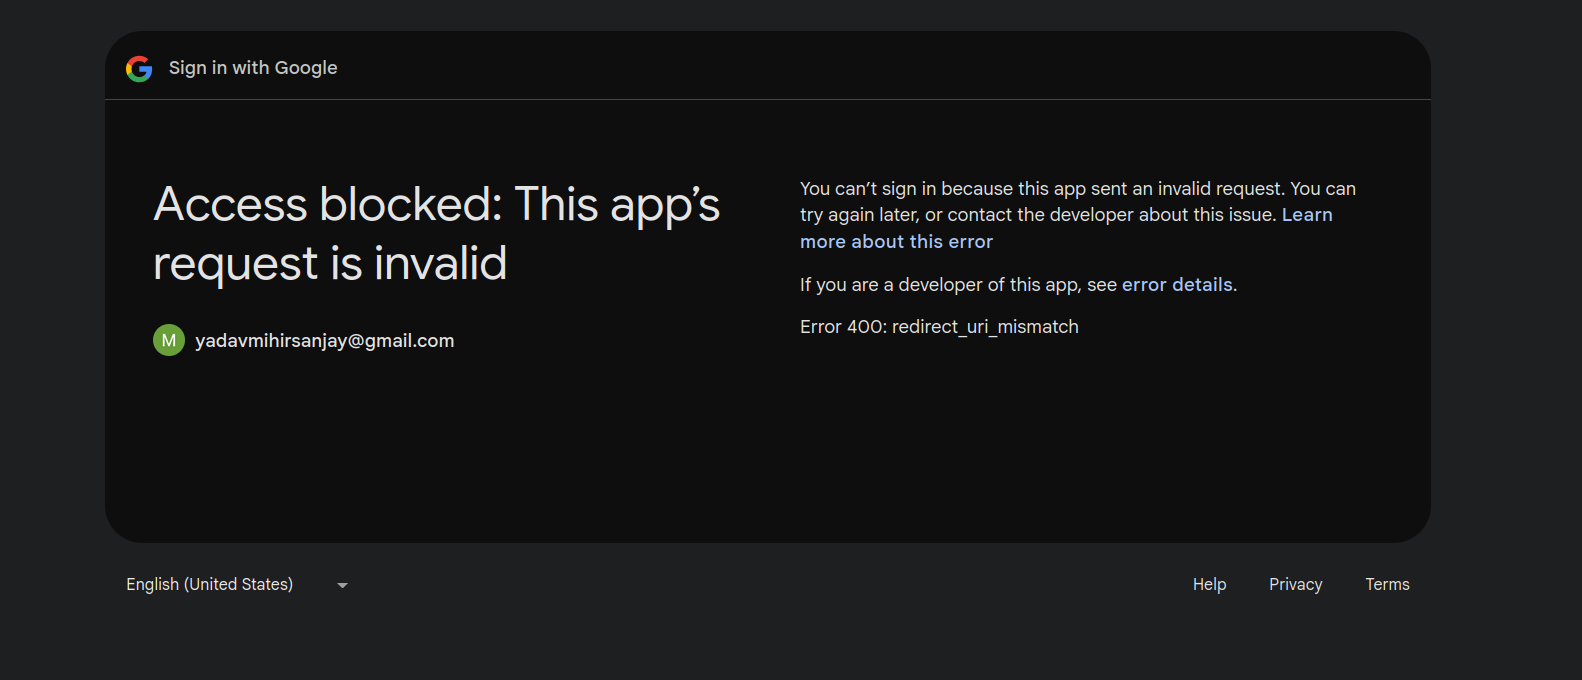 Sign in with Google
Access blocked: This app’s
request is invalid
M yadavmihirsanjay@gmail.com
You can’t sign in because this app sent an invalid request. You can
try again later, or contact the developer about this issue. Learn
more about this error
If you are a developer of this app, see error details.
Error 400: redirect_uri_mismatch
English (United States)
Help Privacy Terms